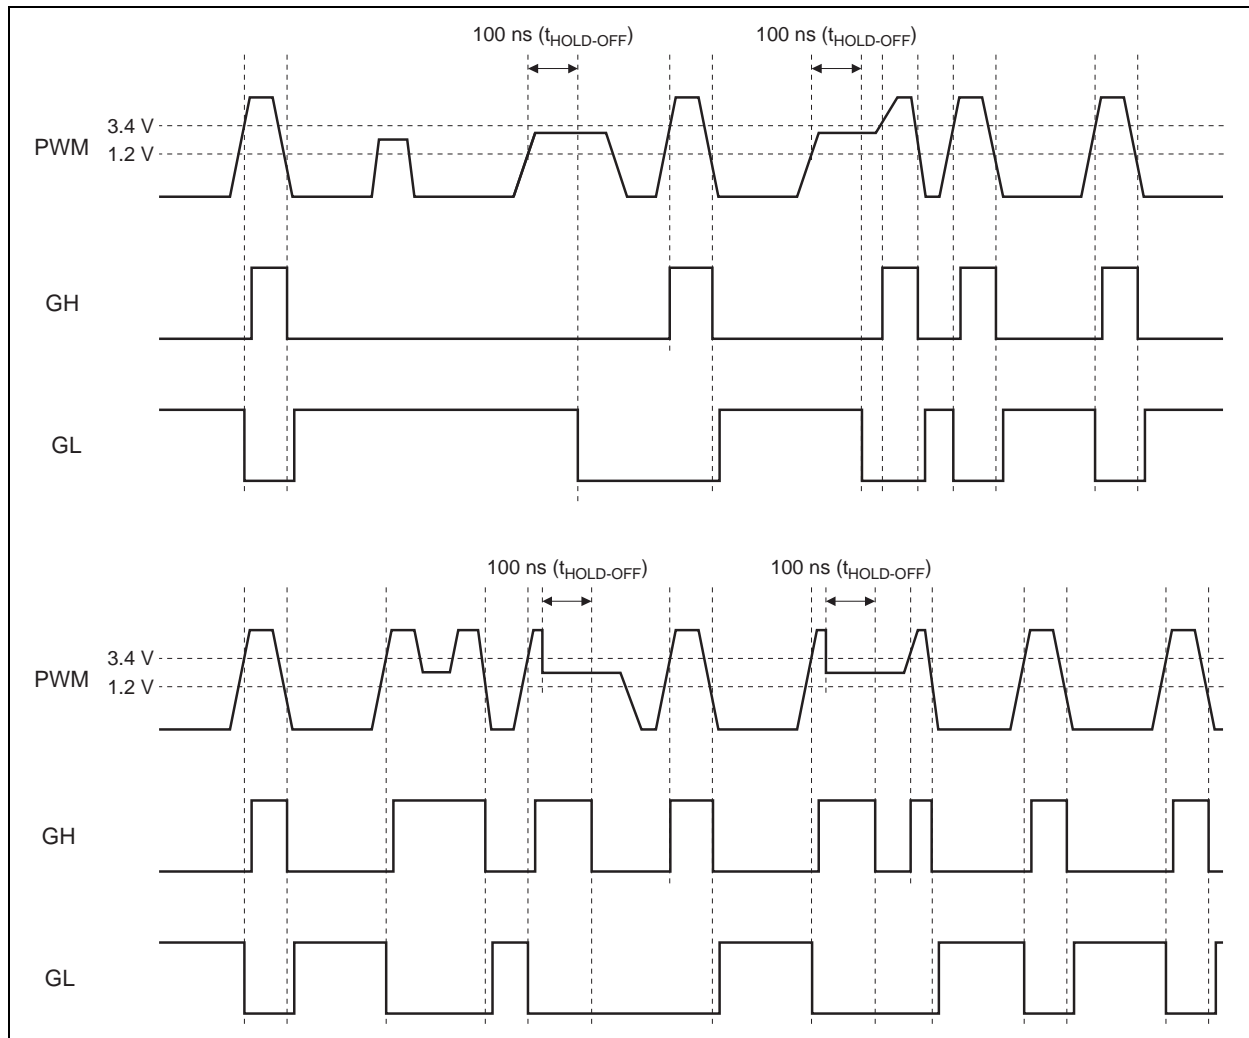 100 ns (tHOLD-OFF) 100 ns (tHOLD-OFF)
3.4 V
PWM
1.2 V
GH
GL
100 ns (tHOLD-OFF) 100 ns (tHOLD-OFF)
3.4 V
PWM
1.2 V
GH
GL